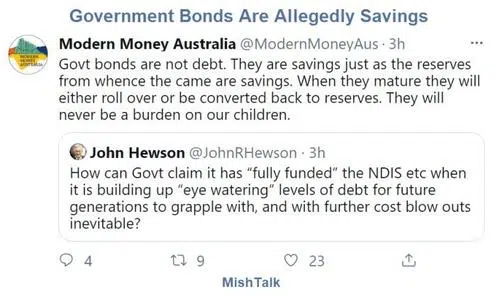 Government Bonds Are Allegedly Savings
Modern Money Australia @ModernMoneyAus · 3h
Govt bonds are not debt. They are savings just as the reserves
from whence the came are savings. When they mature they will
either roll over or be converted back to reserves. They will
never be a burden on our children.
John Hewson @JohnRHewson · 3h
How can Govt claim it has “fully funded” the NDIS etc when
it is building up “eye watering” levels of debt for future
generations to grapple with, and with further cost blow outs
inevitable?
4 9 23
MishTalk